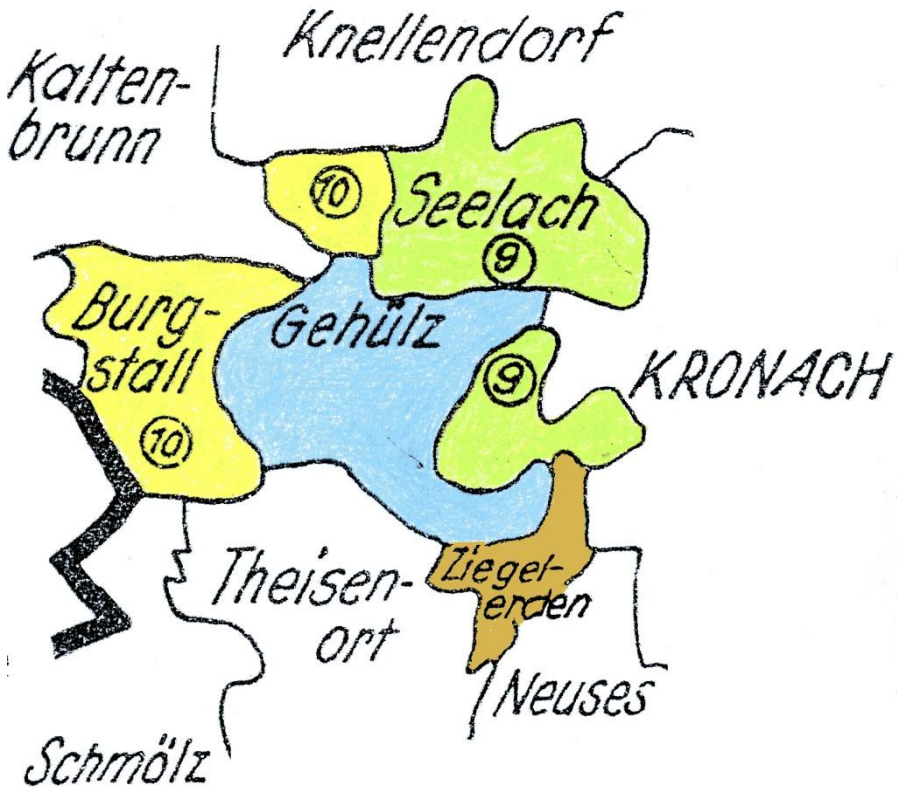 Knellendorf
Kalten-
brunn
10
Seelach
9
Burg-
stall
10
Gehülz
9
KRONACH
Ziegel-
erden
Theisen-
ort
Neuses
Schmölz